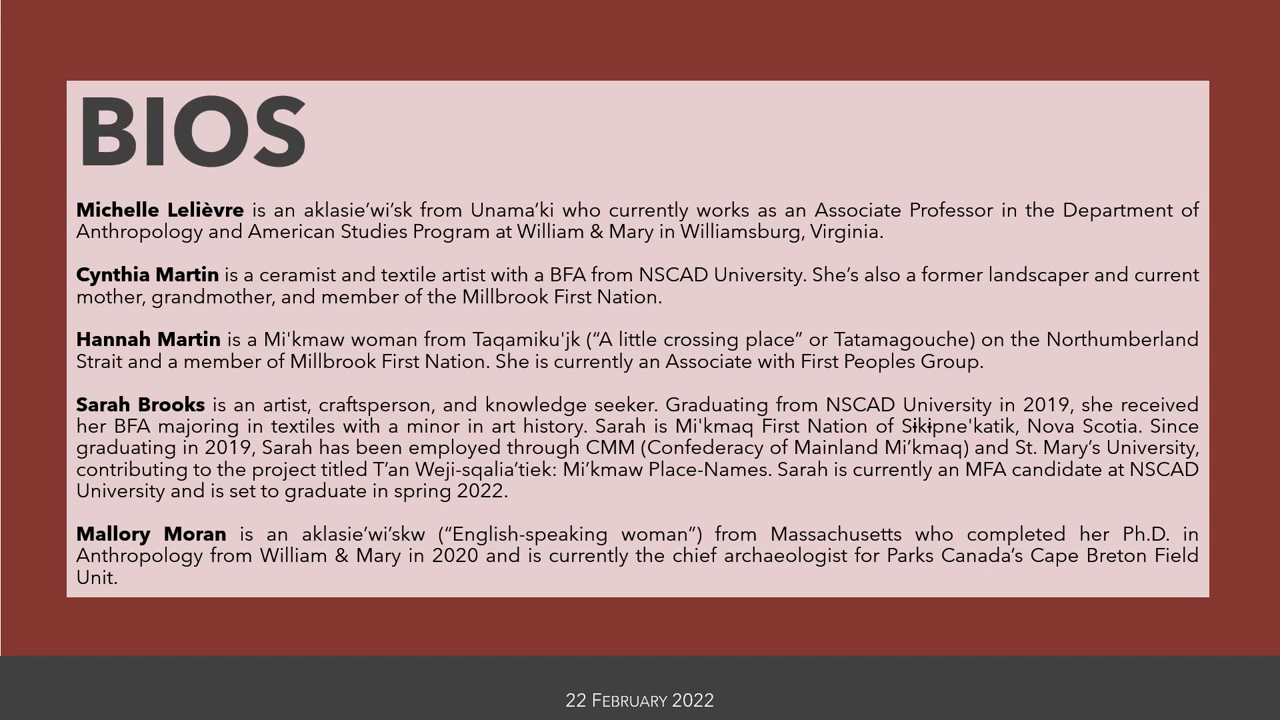 BIOS
Michelle Lelièvre is an aklasie’wi’sk from Unama’ki who currently works as an Associate Professor in the Department of
Anthropology and American Studies Program at William & Mary in Williamsburg, Virginia.
Cynthia Martin is a ceramist and textile artist with a BFA from NSCAD University. She’s also a former landscaper and current
mother, grandmother, and member of the Millbrook First Nation.
Hannah Martin is a Mi'kmaw woman from Taqamiku'jk (“A little crossing place” or Tatamagouche) on the Northumberland
Strait and a member of Millbrook First Nation. She is currently an Associate with First Peoples Group.
Sarah Brooks is an artist, craftsperson, and knowledge seeker. Graduating from NSCAD University in 2019, she received
her BFA majoring in textiles with a minor in art history. Sarah is Mi'kmaq First Nation of Sɨkɨpne'katik, Nova Scotia. Since
graduating in 2019, Sarah has been employed through CMM (Confederacy of Mainland Mi’kmaq) and St. Mary’s University,
contributing to the project titled T’an Weji-sqalia’tiek: Mi’kmaw Place-Names. Sarah is currently an MFA candidate at NSCAD
University and is set to graduate in spring 2022.
Mallory Moran is an aklasie’wi’skw (“English-speaking woman”) from Massachusetts who completed her Ph.D. in
Anthropology from William & Mary in 2020 and is currently the chief archaeologist for Parks Canada’s Cape Breton Field
Unit.
22 FEBRUARY 2022